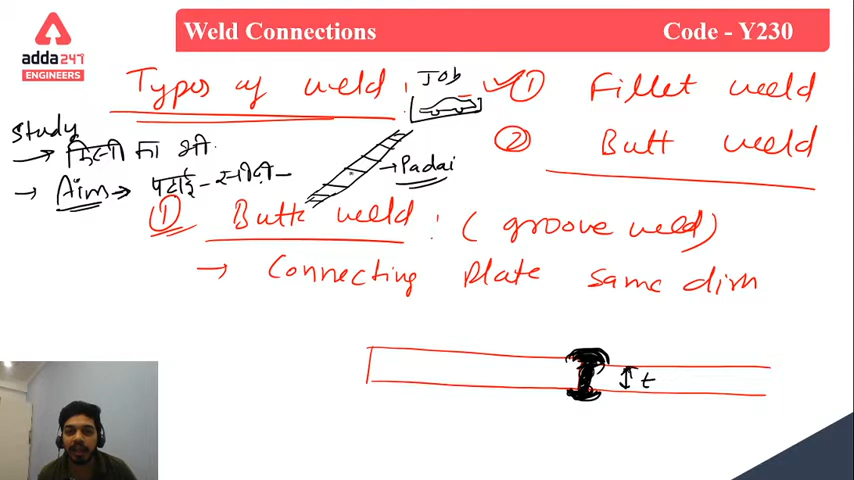 Weld Connections
Code - Y230
adda247
ENGINEERS
Types of weld :
Job
① Fillet weld
② Butt weld
Study
→ का भी
→ Aim → पढाई -
→ Padai
① Butt weld : (groove weld)
→ Connecting plate same dim
t